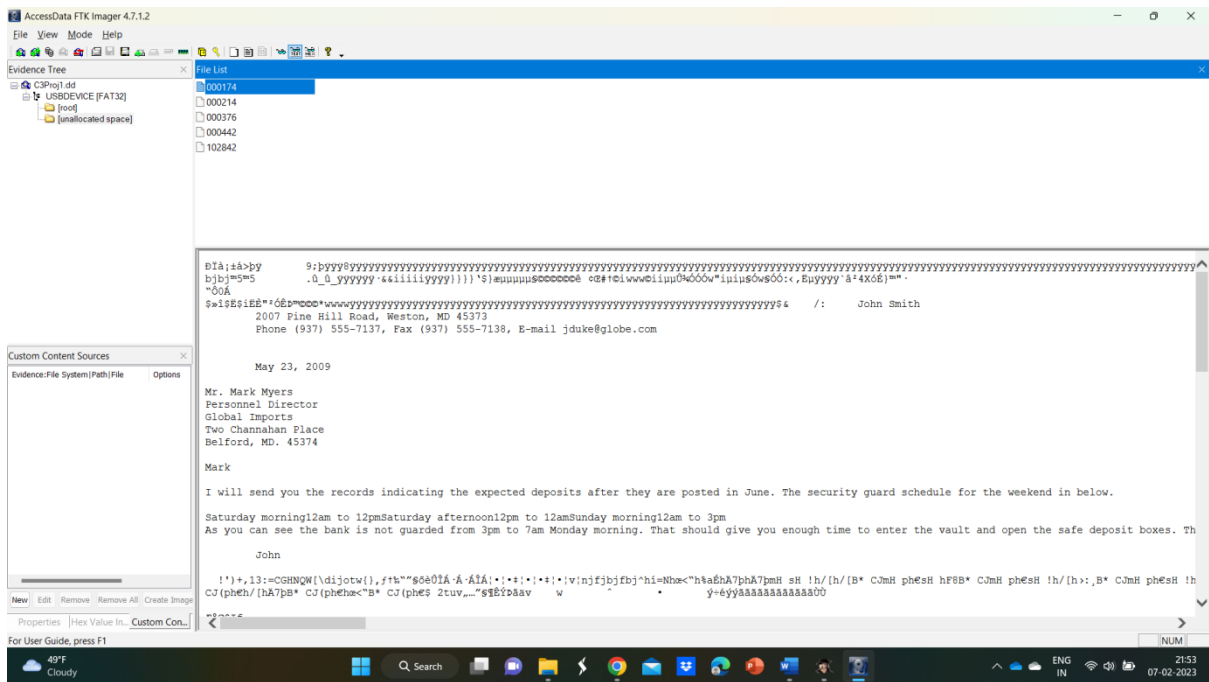 AccessData FTK Imager 4.7.1.2
File View Mode Help
Evidence Tree
C3Proj1.dd
USBDEVICE [FAT32]
[root]
[unallocated space]
File List
000174
000214
000376
000442
102842
John Smith
2007 Pine Hill Road, Weston, MD 45373
Phone (937) 555-7137, Fax (937) 555-7138, E-mail jduke@globe.com
May 23, 2009
Mr. Mark Myers
Personnel Director
Global Imports
Two Channahan Place
Belford, MD. 45374
Mark
I will send you the records indicating the expected deposits after they are posted in June. The security guard schedule for the weekend in below.
Saturday morning12am to 12pmSaturday afternoon12pm to 12amSunday morning12am to 3pm
As you can see the bank is not guarded from 3pm to 7am Monday morning. That should give you enough time to enter the vault and open the safe deposit boxes. Th
John
Custom Content Sources
Evidence:File System|Path|File Options
New Edit Remove Remove All Create Image
Properties Hex Value In... Custom Con...
For User Guide, press F1
NUM
49°F
Cloudy
Search
ENG
IN
21:53
07-02-2023